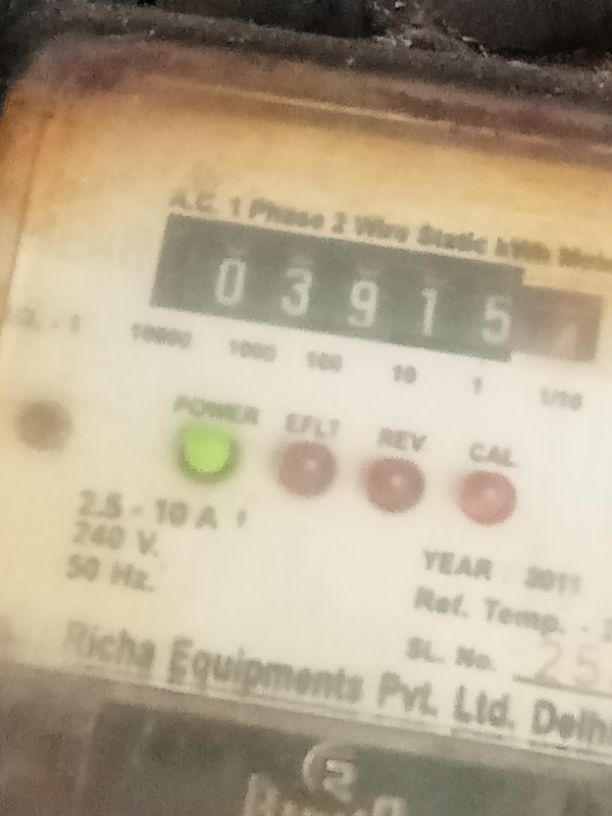 A.C. 1 Phase 2 Wire Static kWh
0 3 9 1 5
10000 1000 100 10 1 1/10
POWER EFLT REV CAL
2.5 - 10 A
240 V.
50 Hz.
YEAR : 2011
Ref. Temp. -
SL. No. 25
Richa Equipments Pvt. Ltd. Delh